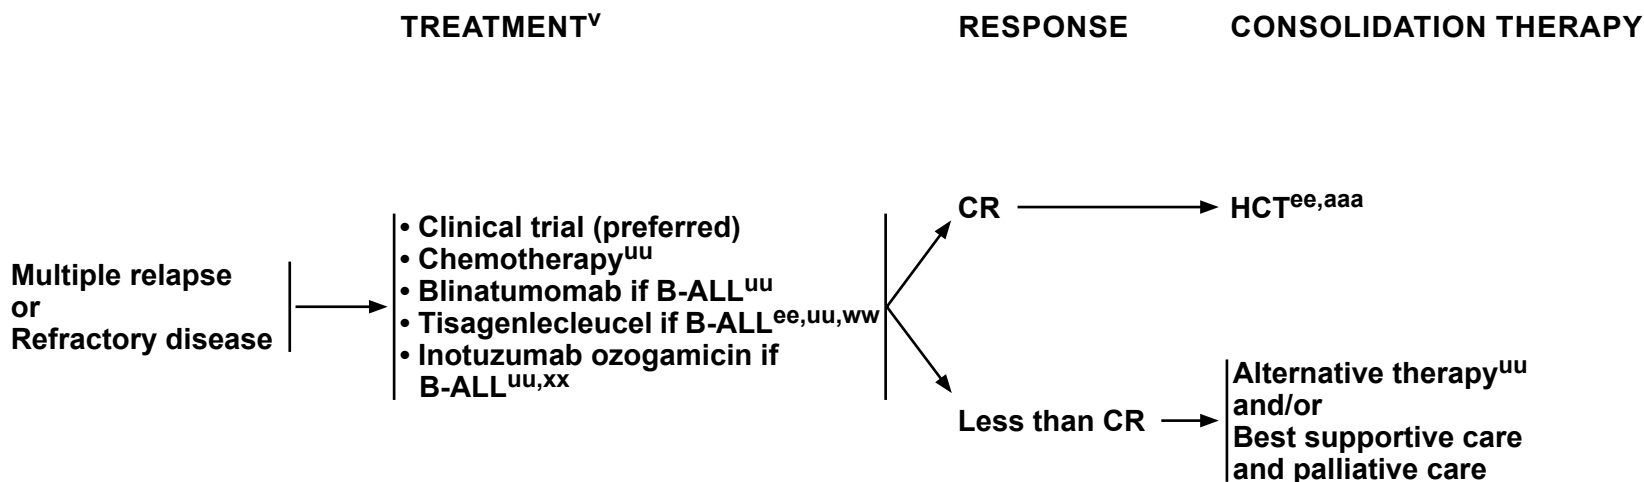 TREATMENTv RESPONSE CONSOLIDATION THERAPY
Multiple relapse
or
Refractory disease
• Clinical trial (preferred)
• Chemotherapyuu
• Blinatumomab if B-ALLuu
• Tisagenlecleucel if B-ALLee,uu,ww
• Inotuzumab ozogamicin if
B-ALLuu,xx
CR
HCTee,aaa
Less than CR
Alternative therapyuu
and/or
Best supportive care
and palliative care